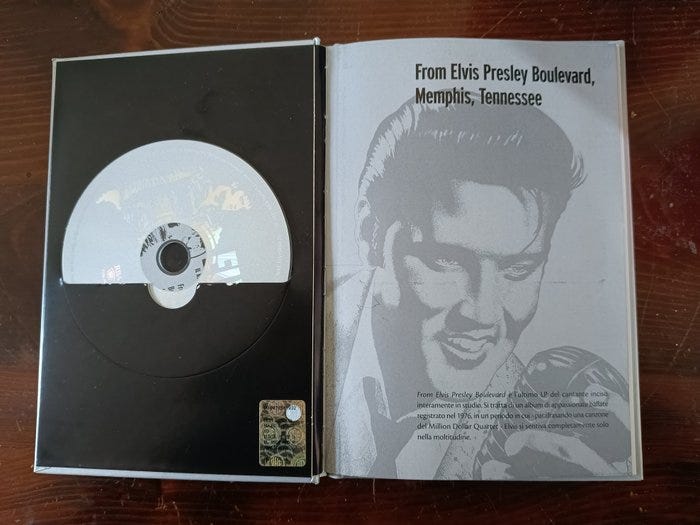 From Elvis Presley Boulevard,
Memphis, Tennessee
From Elvis Presley Boulevard è l'ultimo LP del cantante inciso
interamente in studio. Si tratta di un album di appassionate ballate
registrato nel 1976, in un periodo in cui - parafrasando una canzone
del Million Dollar Quartet - Elvis si sentiva completamente solo
nella moltitudine.